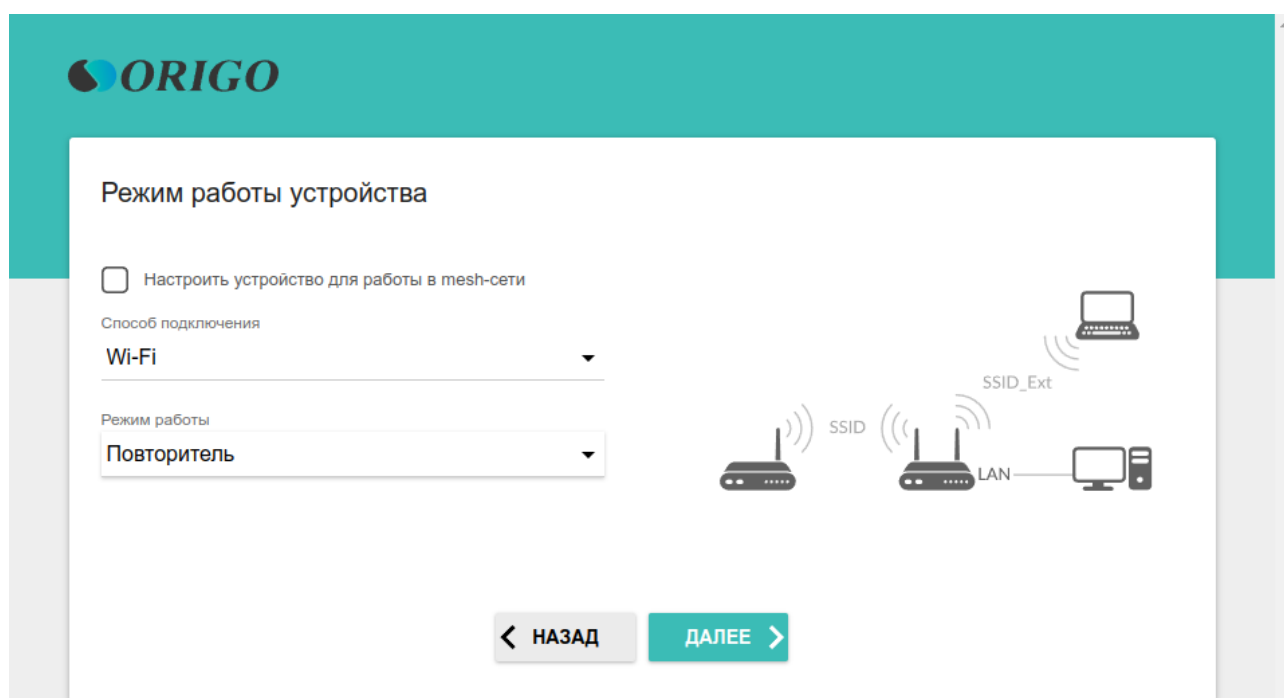 ORIGO
Режим работы устройства
Настроить устройство для работы в mesh-сети
Способ подключения
Wi-Fi
Режим работы
Повторитель
SSID_Ext
SSID
LAN
НАЗАД
ДАЛЕЕ